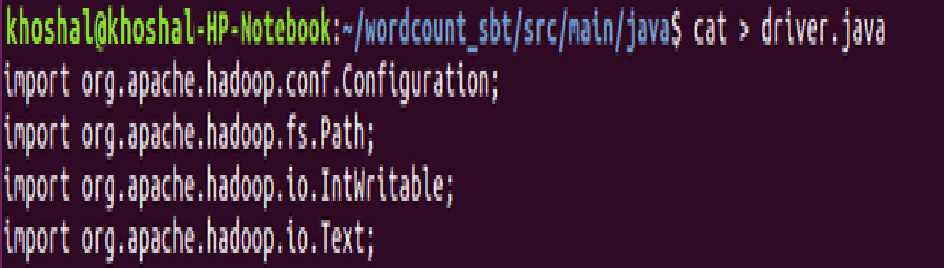 khoshal@khoshal-HP-Notebook:~/wordcount_sbt/src/main/java$ cat > driver.java
import org.apache.hadoop.conf.Configuration;
import org.apache.hadoop.fs.Path;
import org.apache.hadoop.io.IntWritable;
import org.apache.hadoop.io.Text;